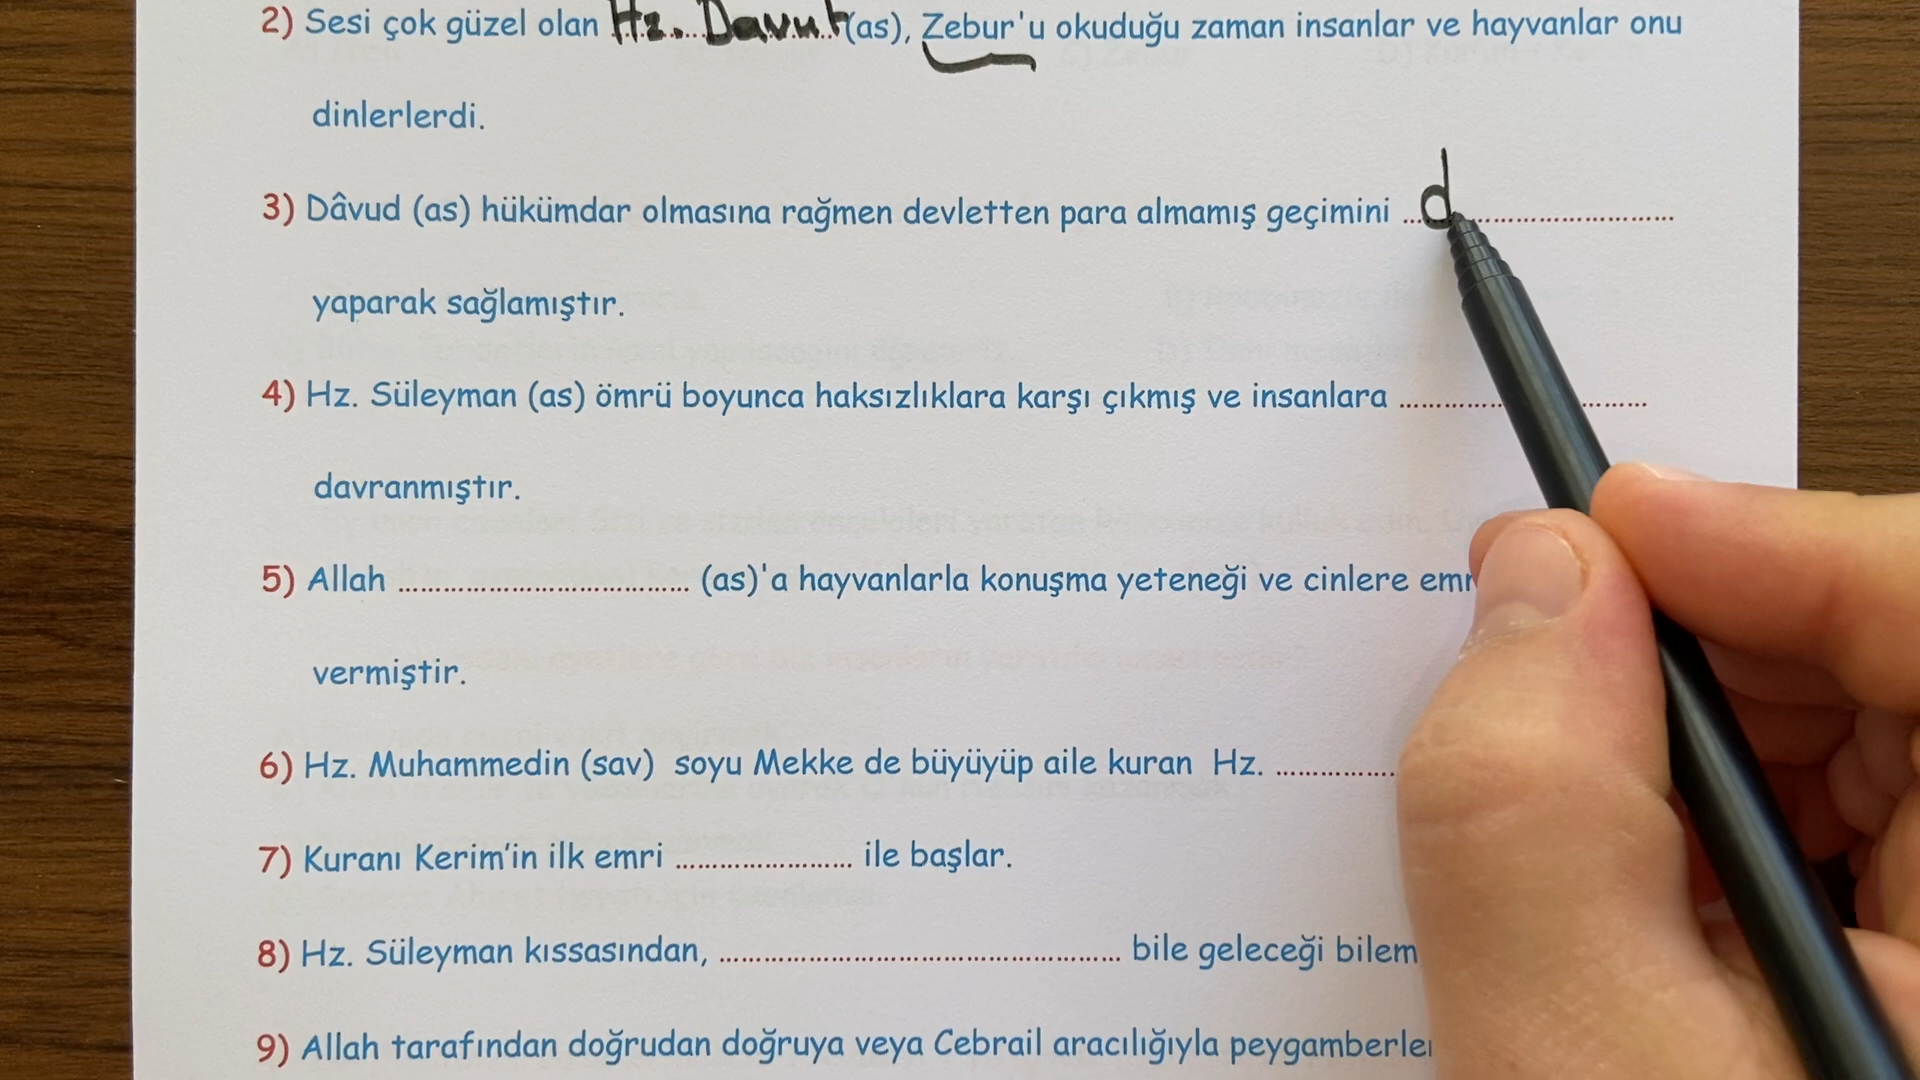 2) Sesi çok güzel olan Hz. Davut (as), Zebur'u okuduğu zaman insanlar ve hayvanlar onu
dinlerlerdi.
3) Dâvud (as) hükümdar olmasına rağmen devletten para almamış geçimini ...d..............................
yaparak sağlamıştır.
4) Hz. Süleyman (as) ömrü boyunca haksızlıklara karşı çıkmış ve insanlara ..............................
davranmıştır.
5) Allah ....................................... (as)'a hayvanlarla konuşma yeteneği ve cinlere
vermiştir.
6) Hz. Muhammedin (sav) soyu Mekke de büyüyüp aile kuran Hz. ................
7) Kuranı Kerim'in ilk emri ........................ ile başlar.
8) Hz. Süleyman kıssasından, ...................................................... bile geleceği
9) Allah tarafından doğrudan doğruya veya Cebrail aracılığıyla